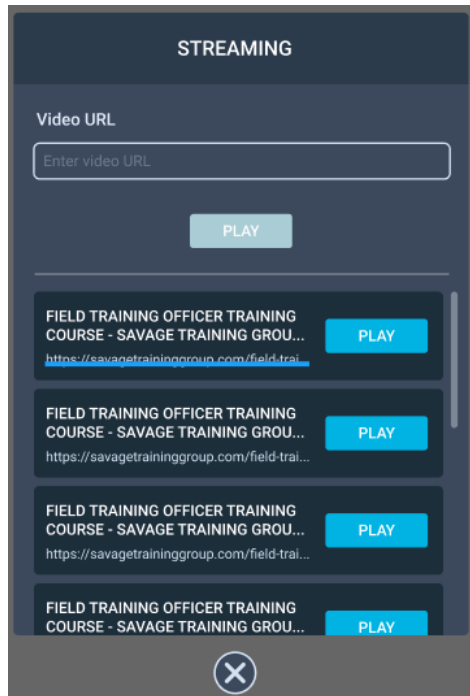 STREAMING
Video URL
Enter video URL
PLAY
FIELD TRAINING OFFICER TRAINING
COURSE - SAVAGE TRAINING GROU...
PLAY
https://savagetraininggroup.com/field-trai...
FIELD TRAINING OFFICER TRAINING
COURSE - SAVAGE TRAINING GROU...
PLAY
https://savagetraininggroup.com/field-trai...
FIELD TRAINING OFFICER TRAINING
COURSE - SAVAGE TRAINING GROU...
PLAY
https://savagetraininggroup.com/field-trai...
FIELD TRAINING OFFICER TRAINING
COURSE - SAVAGE TRAINING GROU...
PLAY